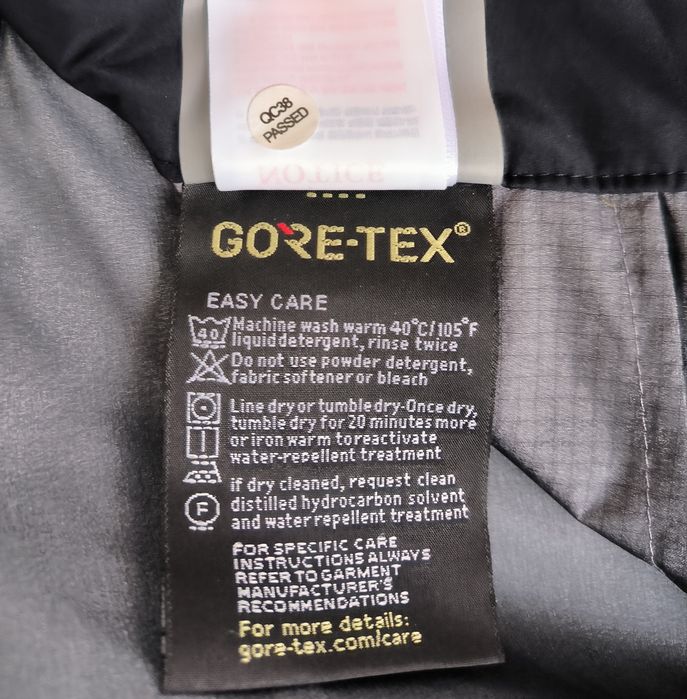 QC38
PASSED
NOTICE
GORE-TEX®
EASY CARE
40
Machine wash warm 40°C/105°F
liquid detergent, rinse twice
Do not use powder detergent,
fabric softener or bleach
Line dry or tumble dry-Once dry,
tumble dry for 20 minutes more
or iron warm to reactivate
water-repellent treatment
if dry cleaned, request clean
F
distilled hydrocarbon solvent
and water repellent treatment
FOR SPECIFIC CARE
INSTRUCTIONS ALWAYS
REFER TO GARMENT
MANUFACTURER'S
RECOMMENDATIONS
For more details:
gore-tex.com/care